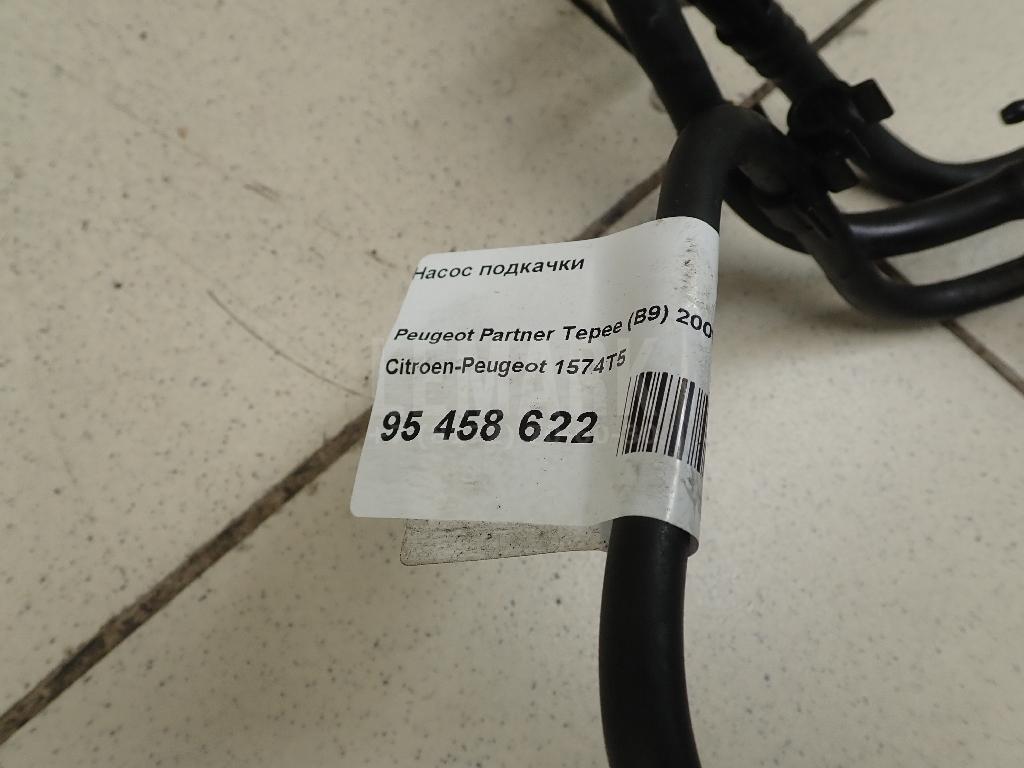 Насос подкачки
Peugeot Partner Tepee (B9) 200
Citroen-Peugeot 1574T5
95 458 622